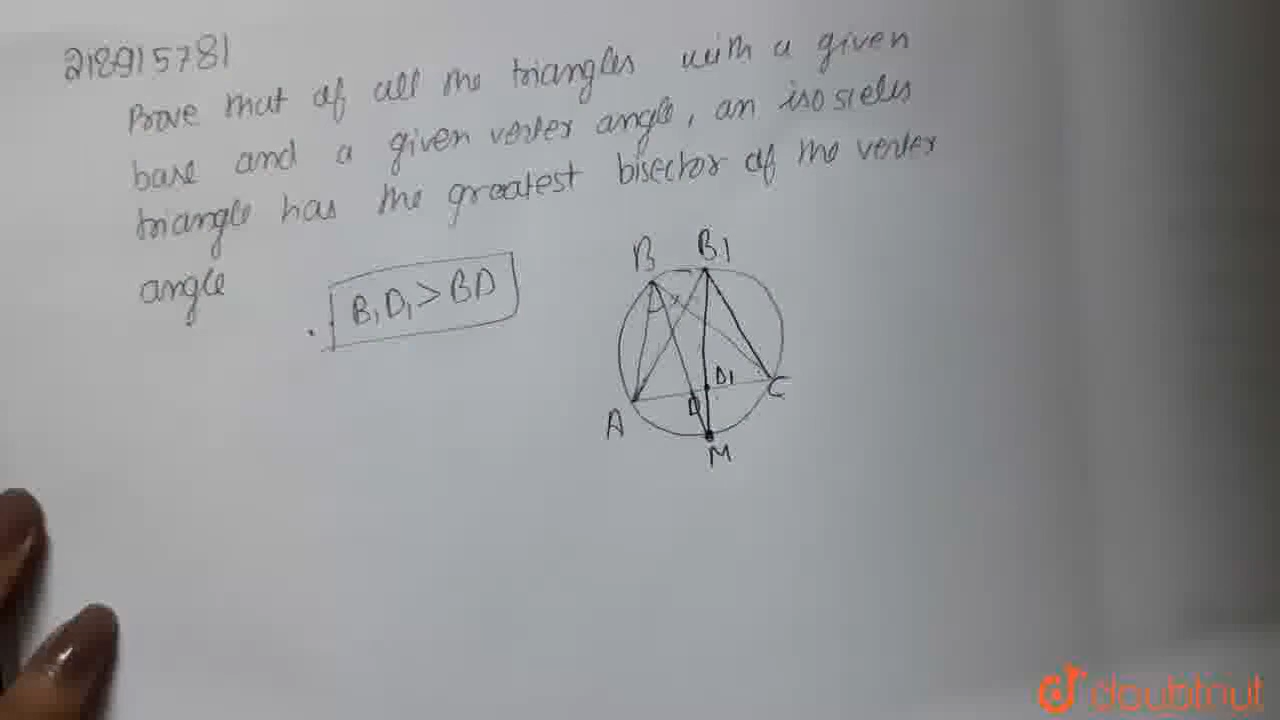 218915781
Prove that of all the triangles with a given
base and a given vertex angle, an isosceles
triangle has the greatest bisector of the vertex
angle
B₁D₁ > BD
B B1
D1
A D C
M
doubtnut